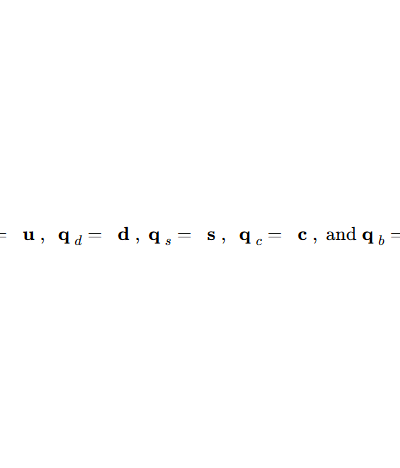 = u , q_d = d , q_s = s , q_c = c , and q_b =